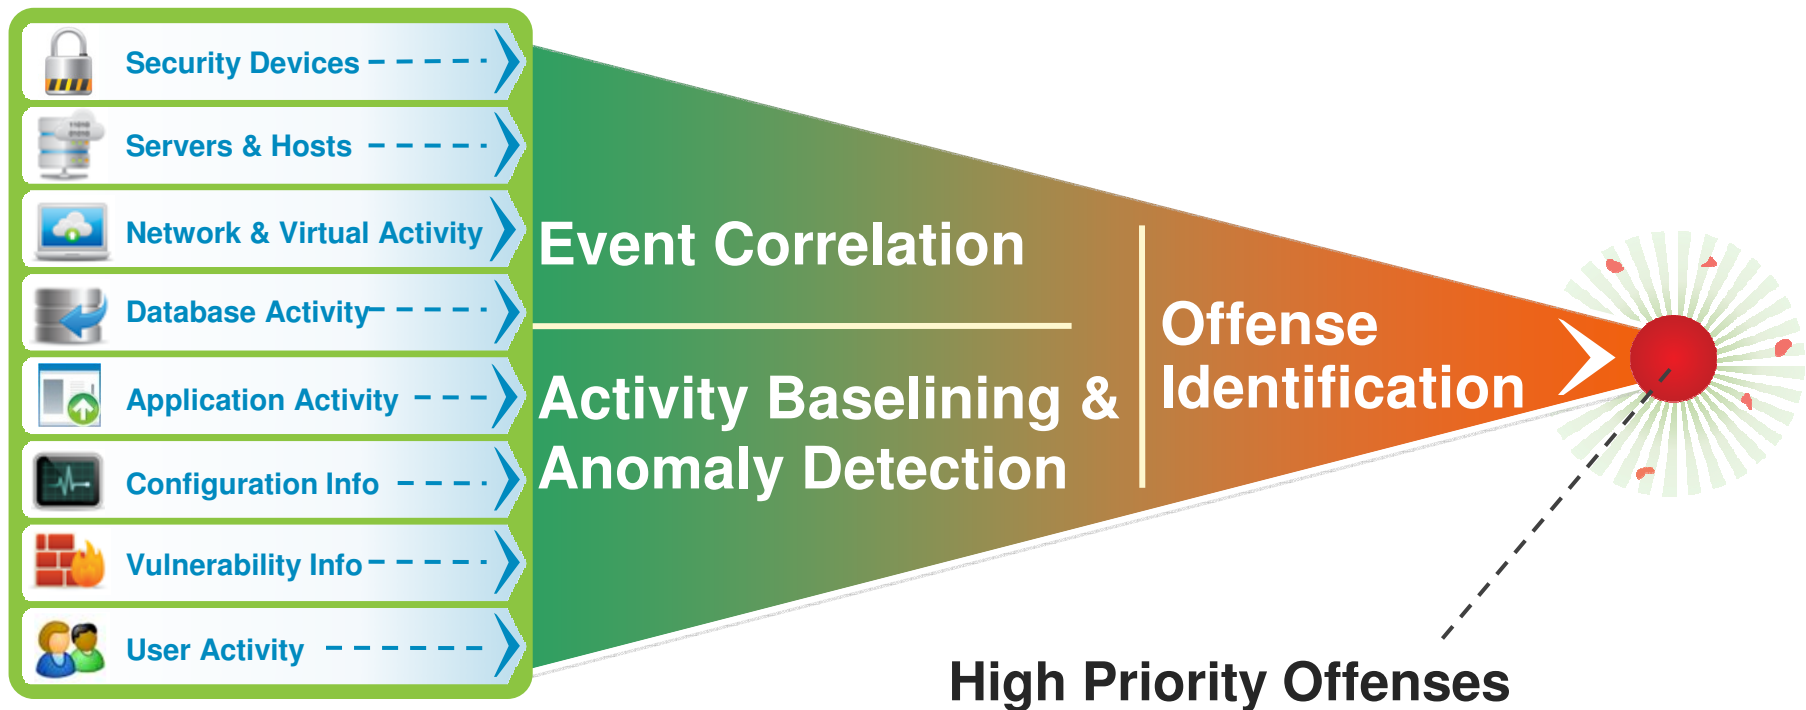 Security Devices
Servers & Hosts
Network & Virtual Activity
Database Activity
Application Activity
Configuration Info
Vulnerability Info
User Activity
Event Correlation
Activity Baselining &
Anomaly Detection
Offense
Identification
High Priority Offenses